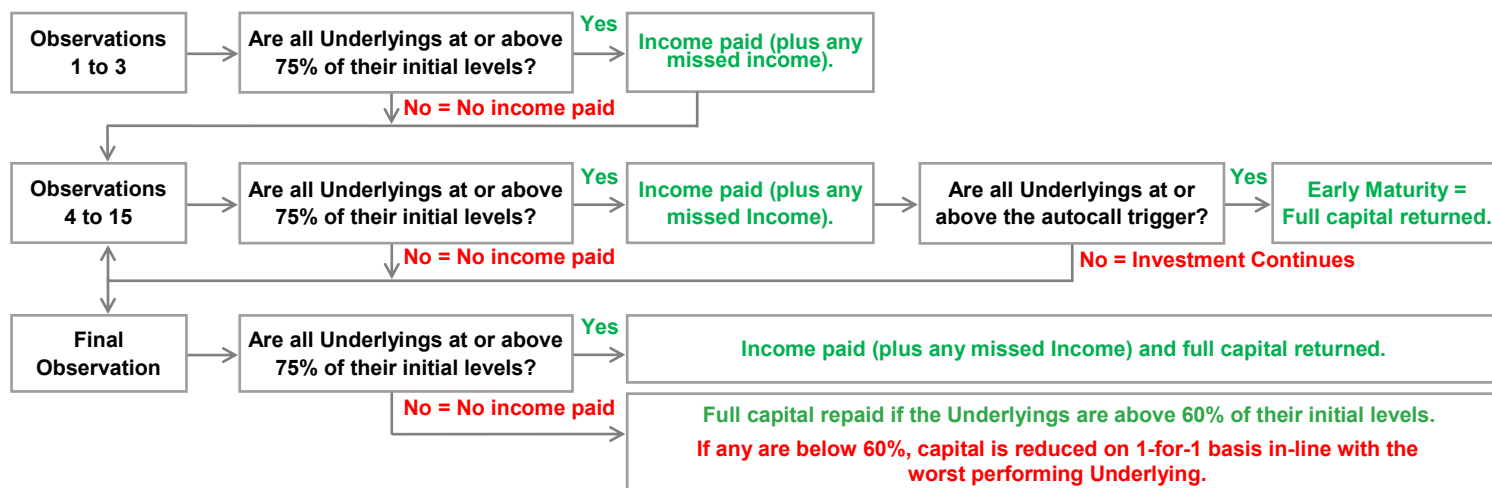 Observations
1 to 3
Are all Underlyings at or above
75% of their initial levels?
Yes
Income paid (plus any
missed income).
No = No income paid
Observations
4 to 15
Are all Underlyings at or above
75% of their initial levels?
Yes
Income paid (plus any
missed Income).
Are all Underlyings at or
above the autocall trigger?
Yes
Early Maturity =
Full capital returned.
No = No income paid
No = Investment Continues
Final
Observation
Are all Underlyings at or above
75% of their initial levels?
Yes
Income paid (plus any missed Income) and full capital returned.
No = No income paid
Full capital repaid if the Underlyings are above 60% of their initial levels.
If any are below 60%, capital is reduced on 1-for-1 basis in-line with the
worst performing Underlying.